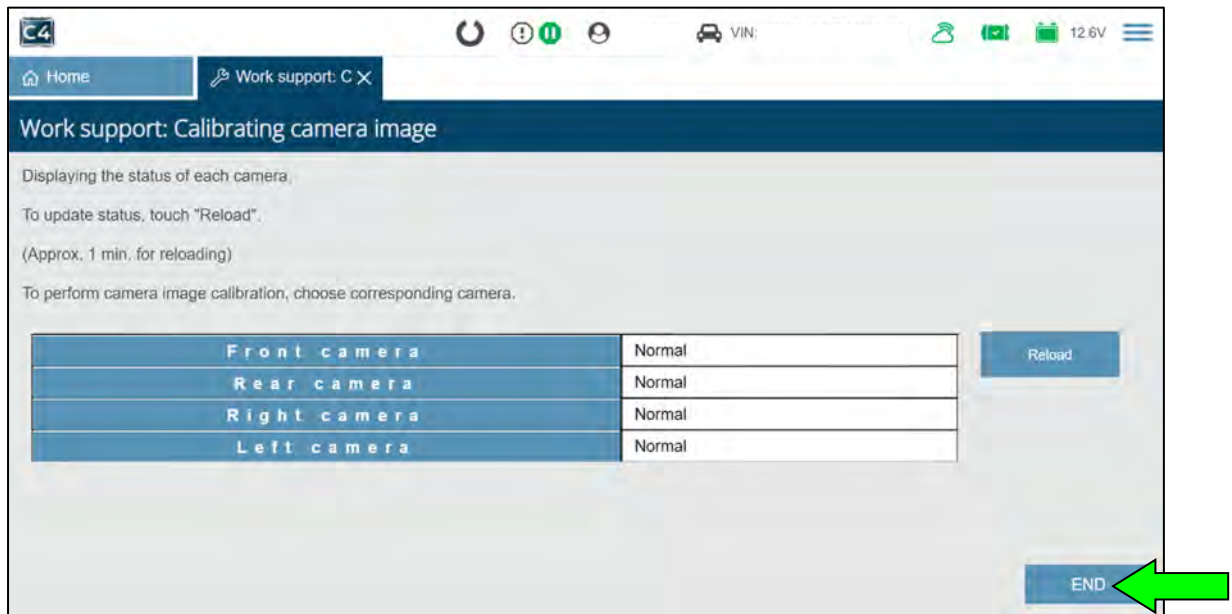 C4
VIN:
12.6V
Home
Work support: C
Work support: Calibrating camera image
Displaying the status of each camera.
To update status, touch "Reload".
(Approx. 1 min. for reloading)
To perform camera image calibration, choose corresponding camera.
Front camera Normal
Reload
Rear camera Normal
Right camera Normal
Left camera Normal
END